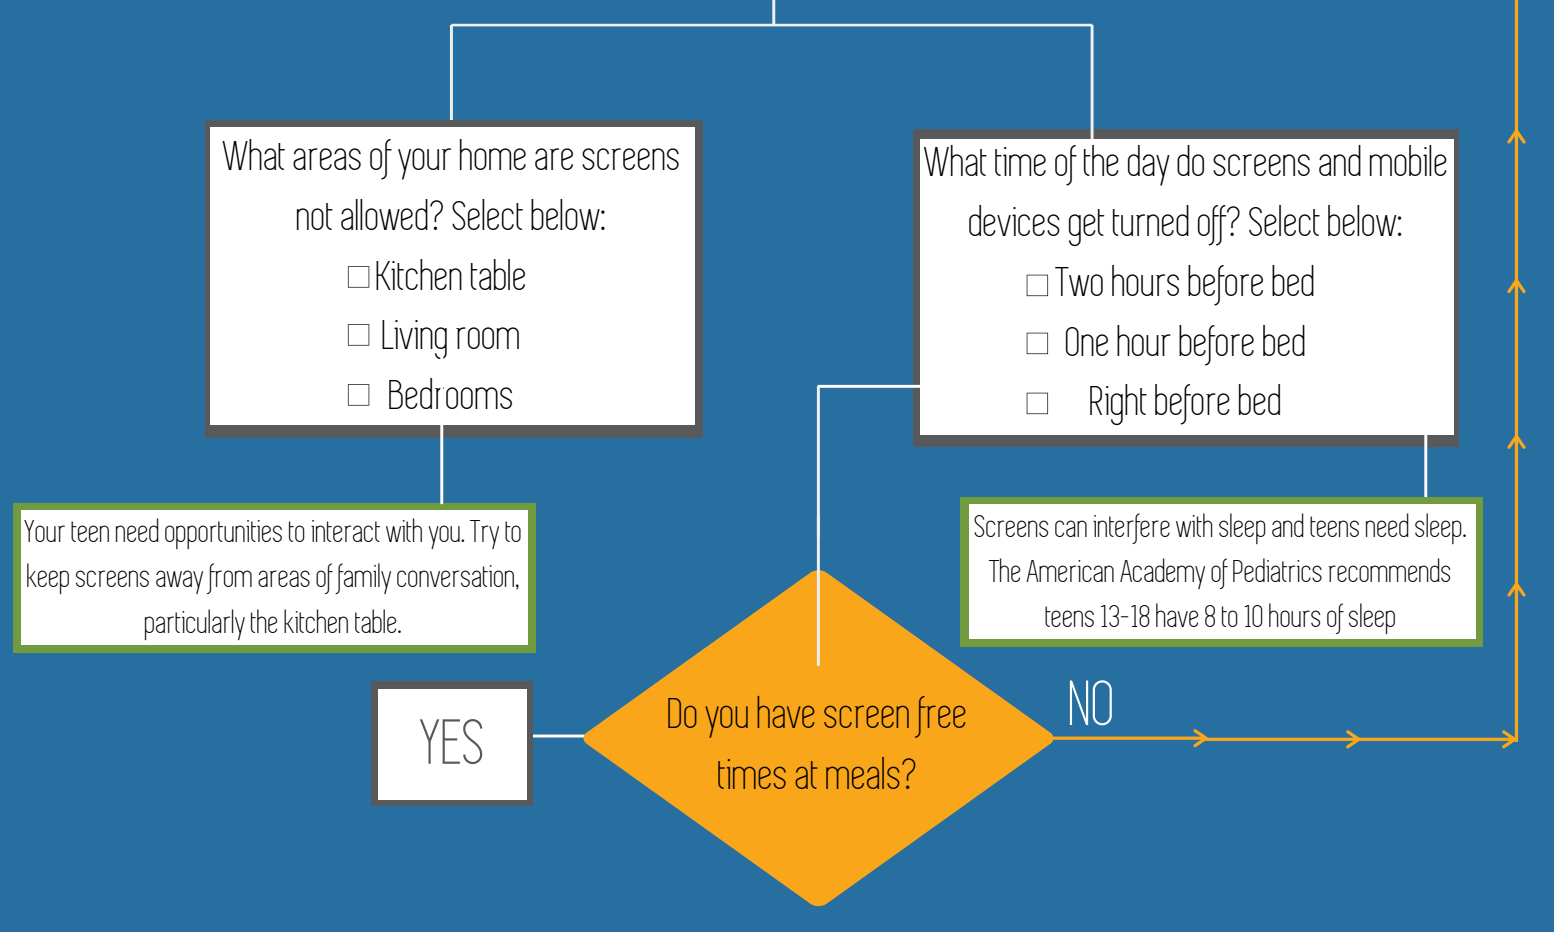 What areas of your home are screens
not allowed? Select below:
☐ Kitchen table
☐ Living room
☐ Bedrooms
Your teen need opportunities to interact with you. Try to
keep screens away from areas of family conversation,
particularly the kitchen table.
What time of the day do screens and mobile
devices get turned off? Select below:
☐ Two hours before bed
☐ One hour before bed
☐ Right before bed
Screens can interfere with sleep and teens need sleep.
The American Academy of Pediatrics recommends
teens 13-18 have 8 to 10 hours of sleep
Do you have screen free
times at meals?
YES
NO